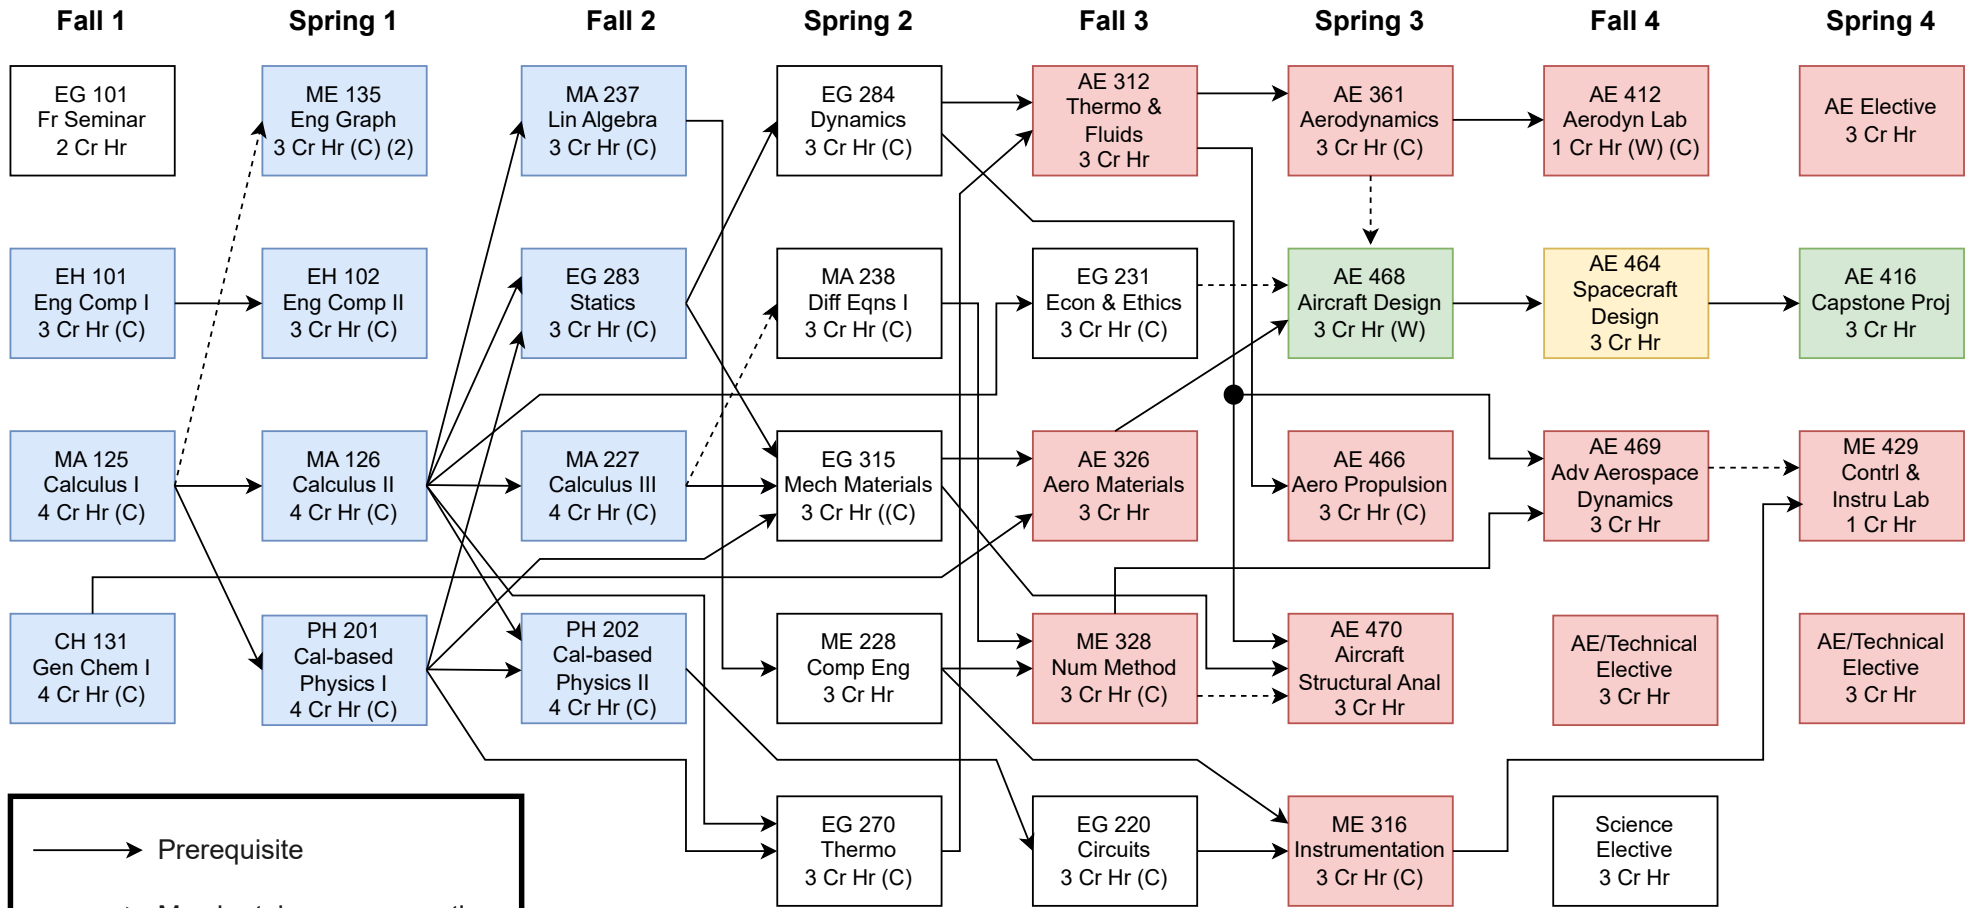 Fall 1
Spring 1
Fall 2
Spring 2
Fall 3
Spring 3
Fall 4
Spring 4
EG 101
Fr Seminar
2 Cr Hr
ME 135
Eng Graph
3 Cr Hr (C) (2)
MA 237
Lin Algebra
3 Cr Hr (C)
EG 284
Dynamics
3 Cr Hr (C)
AE 312
Thermo &
Fluids
3 Cr Hr
AE 361
Aerodynamics
3 Cr Hr (C)
AE 412
Aerodyn Lab
1 Cr Hr (W) (C)
AE Elective
3 Cr Hr
EH 101
Eng Comp I
3 Cr Hr (C)
EH 102
Eng Comp II
3 Cr Hr (C)
EG 283
Statics
3 Cr Hr (C)
MA 238
Diff Eqns I
3 Cr Hr (C)
EG 231
Econ & Ethics
3 Cr Hr (C)
AE 468
Aircraft Design
3 Cr Hr (W)
AE 464
Spacecraft
Design
3 Cr Hr
AE 416
Capstone Proj
3 Cr Hr
MA 125
Calculus I
4 Cr Hr (C)
MA 126
Calculus II
4 Cr Hr (C)
MA 227
Calculus III
4 Cr Hr (C)
EG 315
Mech Materials
3 Cr Hr ((C)
AE 326
Aero Materials
3 Cr Hr
AE 466
Aero Propulsion
3 Cr Hr (C)
AE 469
Adv Aerospace
Dynamics
3 Cr Hr
ME 429
Contrl &
Instru Lab
1 Cr Hr
CH 131
Gen Chem I
4 Cr Hr (C)
PH 201
Cal-based
Physics I
4 Cr Hr (C)
PH 202
Cal-based
Physics II
4 Cr Hr (C)
ME 228
Comp Eng
3 Cr Hr
ME 328
Num Method
3 Cr Hr (C)
AE 470
Aircraft
Structural Anal
3 Cr Hr
AE/Technical
Elective
3 Cr Hr
AE/Technical
Elective
3 Cr Hr
EG 270
Thermo
3 Cr Hr (C)
EG 220
Circuits
3 Cr Hr (C)
ME 316
Instrumentation
3 Cr Hr (C)
Science
Elective
3 Cr Hr
Prerequisite